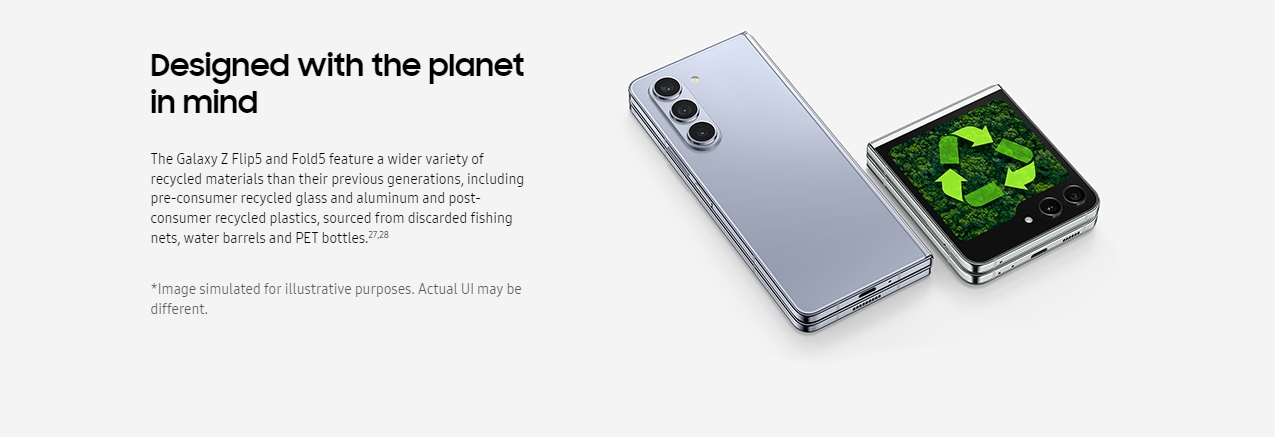 Designed with the planet
in mind
The Galaxy Z Flip5 and Fold5 feature a wider variety of
recycled materials than their previous generations, including
pre-consumer recycled glass and aluminum and post-
consumer recycled plastics, sourced from discarded fishing
nets, water barrels and PET bottles.27,28
*Image simulated for illustrative purposes. Actual UI may be
different.